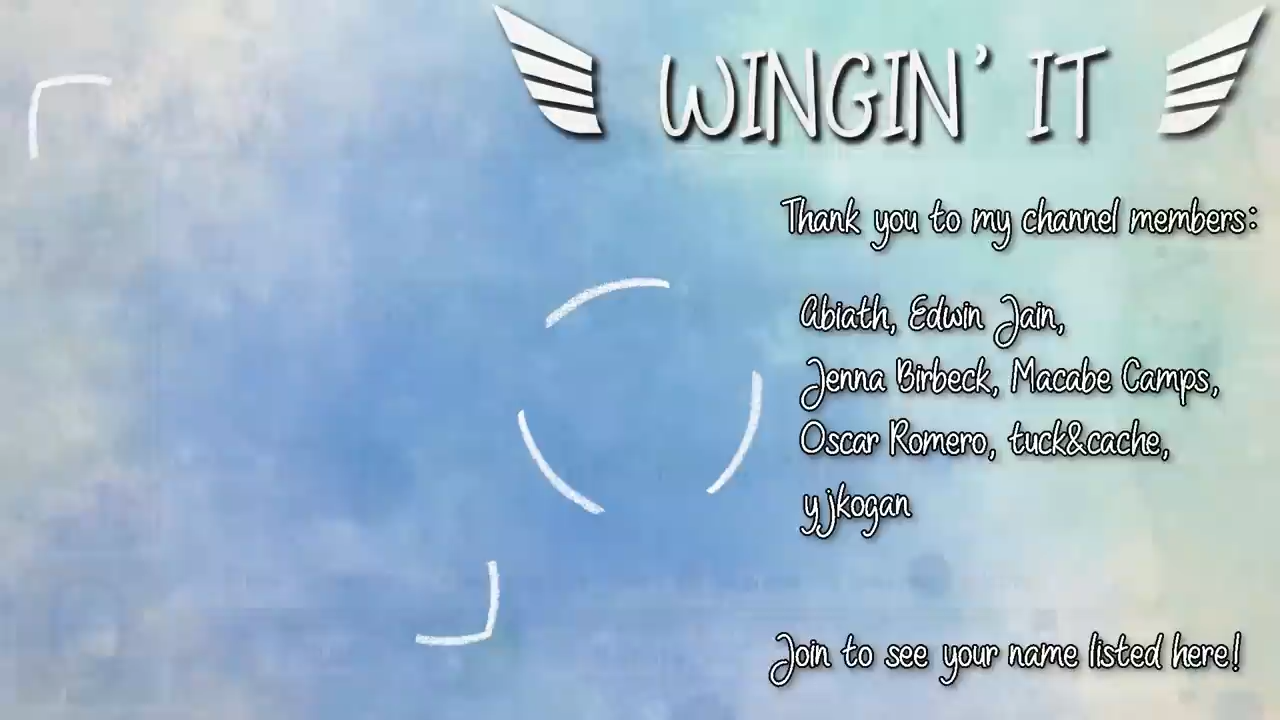 WINGIN' IT
Thank you to my channel members:
Abiath, Edwin Jain,
Jenna Birbeck, Macabe Camps,
Oscar Romero, tuck&cache,
yjkogan
Join to see your name listed here!